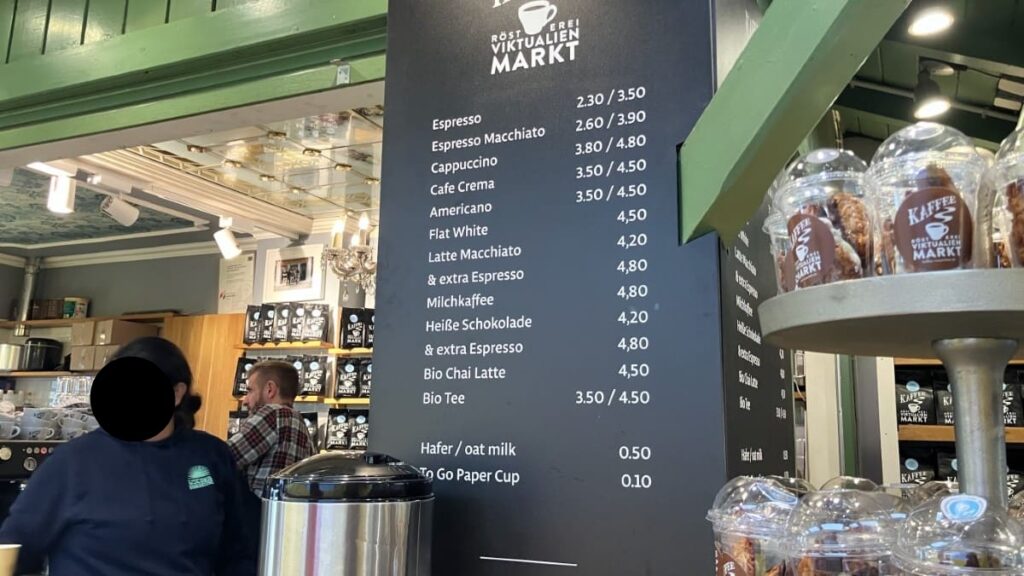 RÖSTEREI
VIKTUALIEN
MARKT
Espresso 2.30 / 3.50
Espresso Macchiato 2.60 / 3.90
Cappuccino 3.80 / 4.80
Cafe Crema 3.50 / 4.50
Americano 3.50 / 4.50
Flat White 4,50
Latte Macchiato 4,20
& extra Espresso 4,80
Milchkaffee 4,80
Heiße Schokolade 4,20
& extra Espresso 4,80
Bio Chai Latte 4,50
Bio Tee 3.50 / 4.50
Hafer / oat milk 0.50
To Go Paper Cup 0.10
KAFFEE
RÖSTEREI
VIKTUALIEN
MARKT